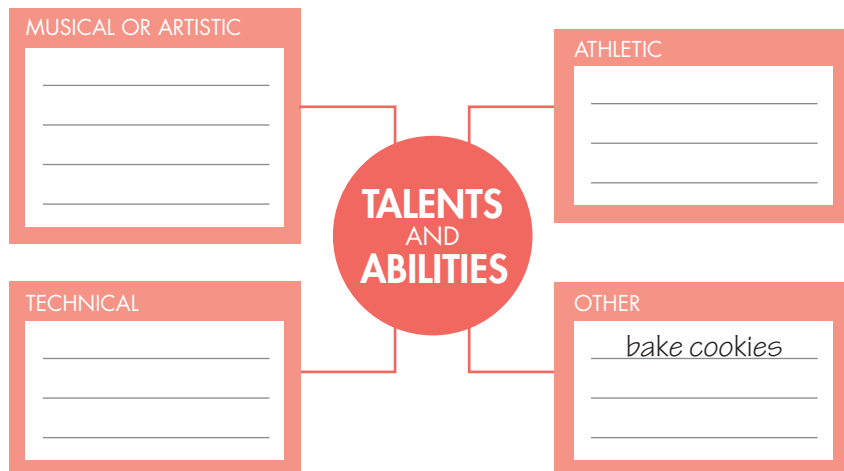 MUSICAL OR ARTISTIC
ATHLETIC
TALENTS
AND
ABILITIES
TECHNICAL
OTHER
bake cookies